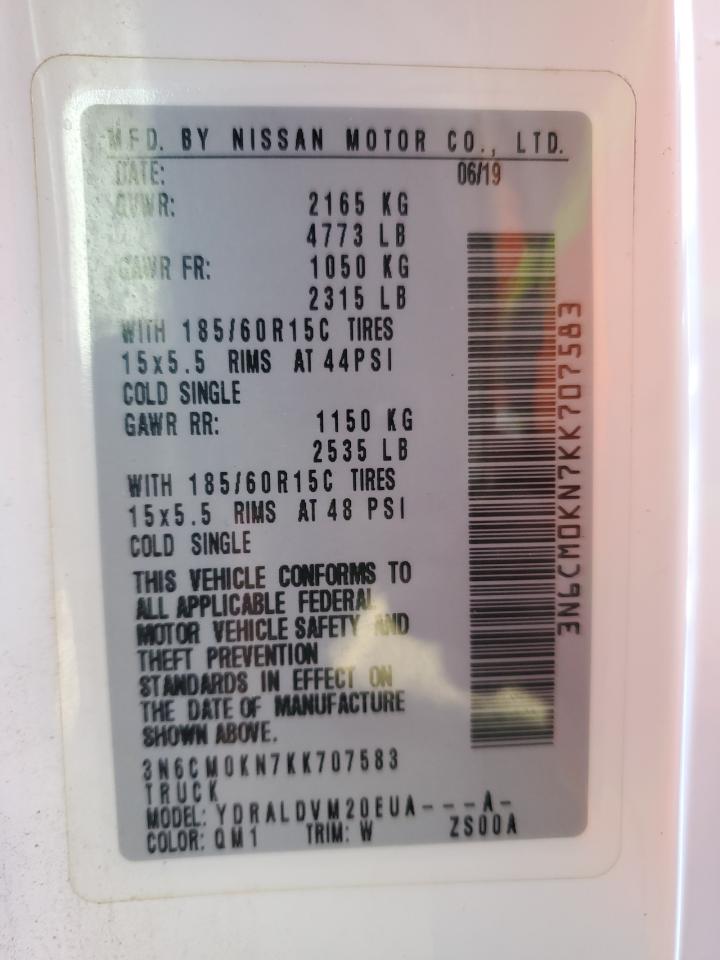 MFD. BY NISSAN MOTOR CO., LTD.
DATE: 06/19
GVWR: 2165 KG
4773 LB
GAWR FR: 1050 KG
2315 LB
WITH 185/60R15C TIRES
15x5.5 RIMS AT 44PSI
COLD SINGLE
GAWR RR: 1150 KG
2535 LB
WITH 185/60R15C TIRES
15x5.5 RIMS AT 48 PSI
COLD SINGLE
THIS VEHICLE CONFORMS TO
ALL APPLICABLE FEDERAL
MOTOR VEHICLE SAFETY AND
THEFT PREVENTION
STANDARDS IN EFFECT ON
THE DATE OF MANUFACTURE
SHOWN ABOVE.
3N6CM0KN7KK707583
TRUCK
MODEL: YDRALDVM20EUA---A-
COLOR: QM1 TRIM: W ZS00A
3N6CM0KN7KK707583